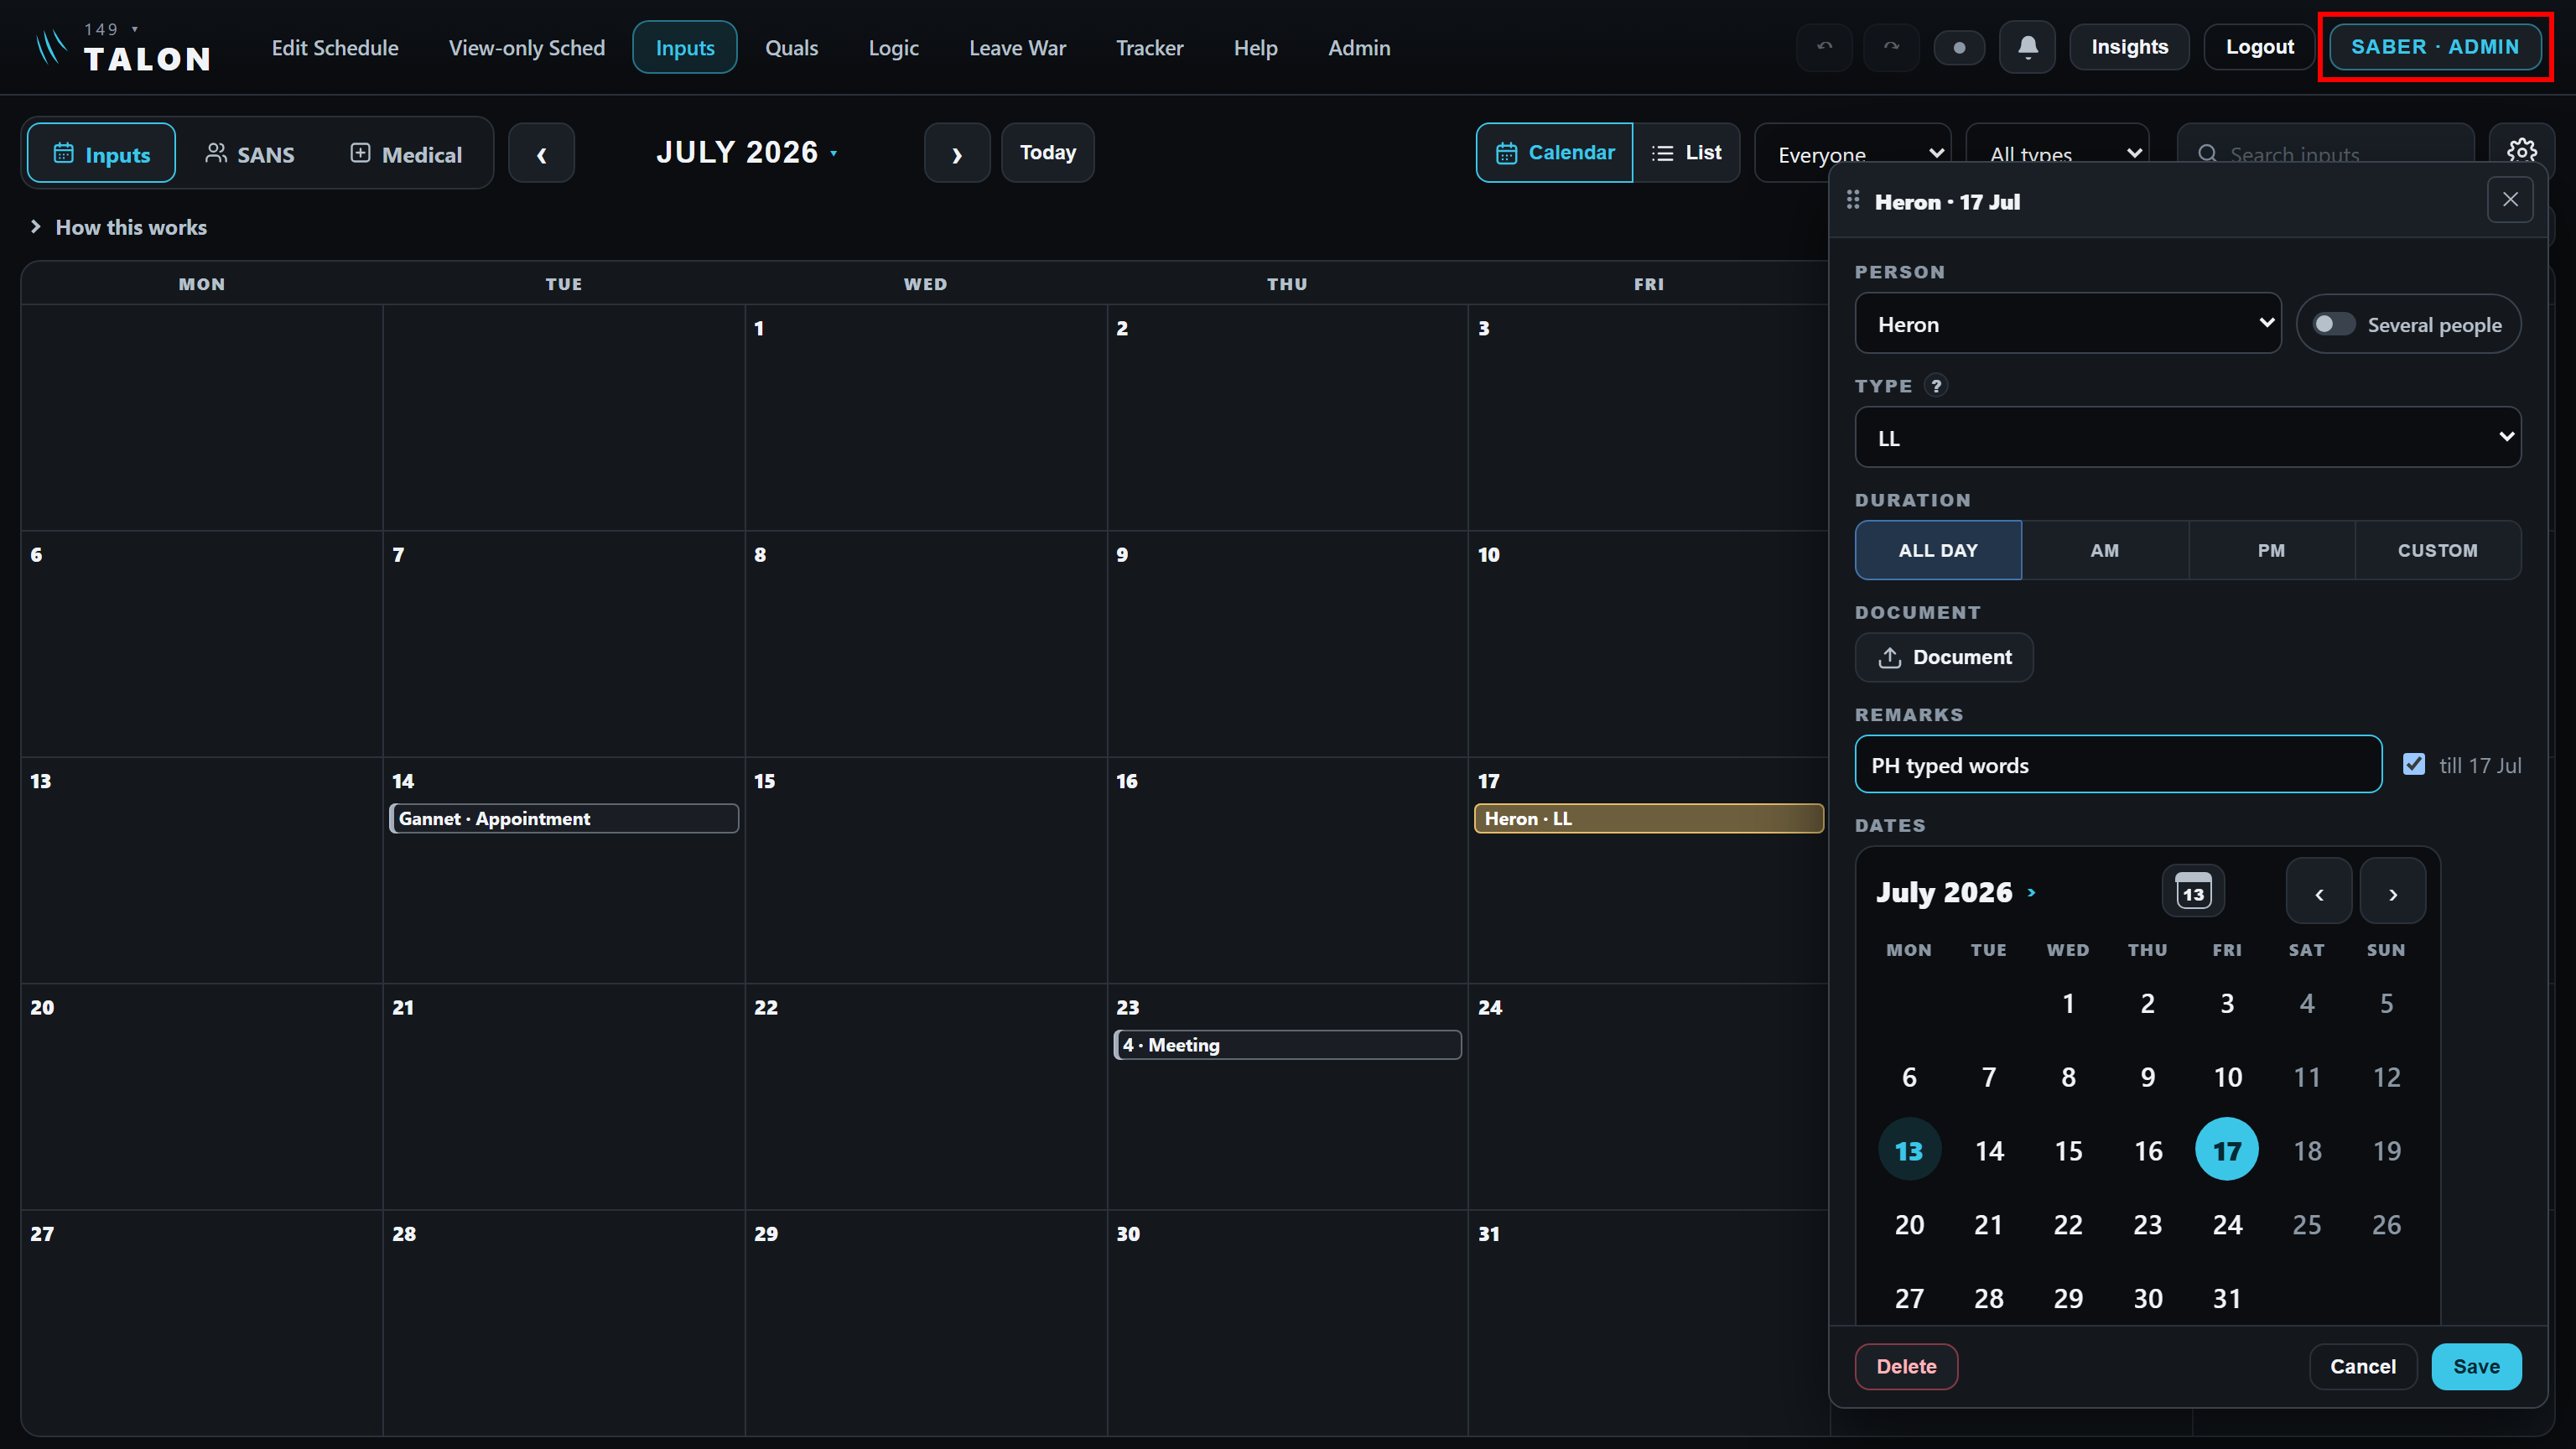 149 ▾
TALON
Edit Schedule
View-only Sched
Inputs
Quals
Logic
Leave War
Tracker
Help
Admin
Insights
Logout
SABER · ADMIN
Inputs
SANS
Medical
‹
JULY 2026 ▾
›
Today
Calendar
List
Everyone
All types
Search inputs
How this works
MON TUE WED THU FRI
1 2 3
6 7 8 9 10
13 14 15 16 17
Gannet · Appointment
Heron · LL
20 21 22 23 24
4 · Meeting
27 28 29 30 31
Heron · 17 Jul
PERSON
Heron
Several people
TYPE ?
LL
DURATION
ALL DAY AM PM CUSTOM
DOCUMENT
Document
REMARKS
PH typed words
till 17 Jul
DATES
July 2026 ›
13
‹ ›
MON TUE WED THU FRI SAT SUN
1 2 3 4 5
6 7 8 9 10 11 12
13 14 15 16 17 18 19
20 21 22 23 24 25 26
27 28 29 30 31
Delete
Cancel
Save